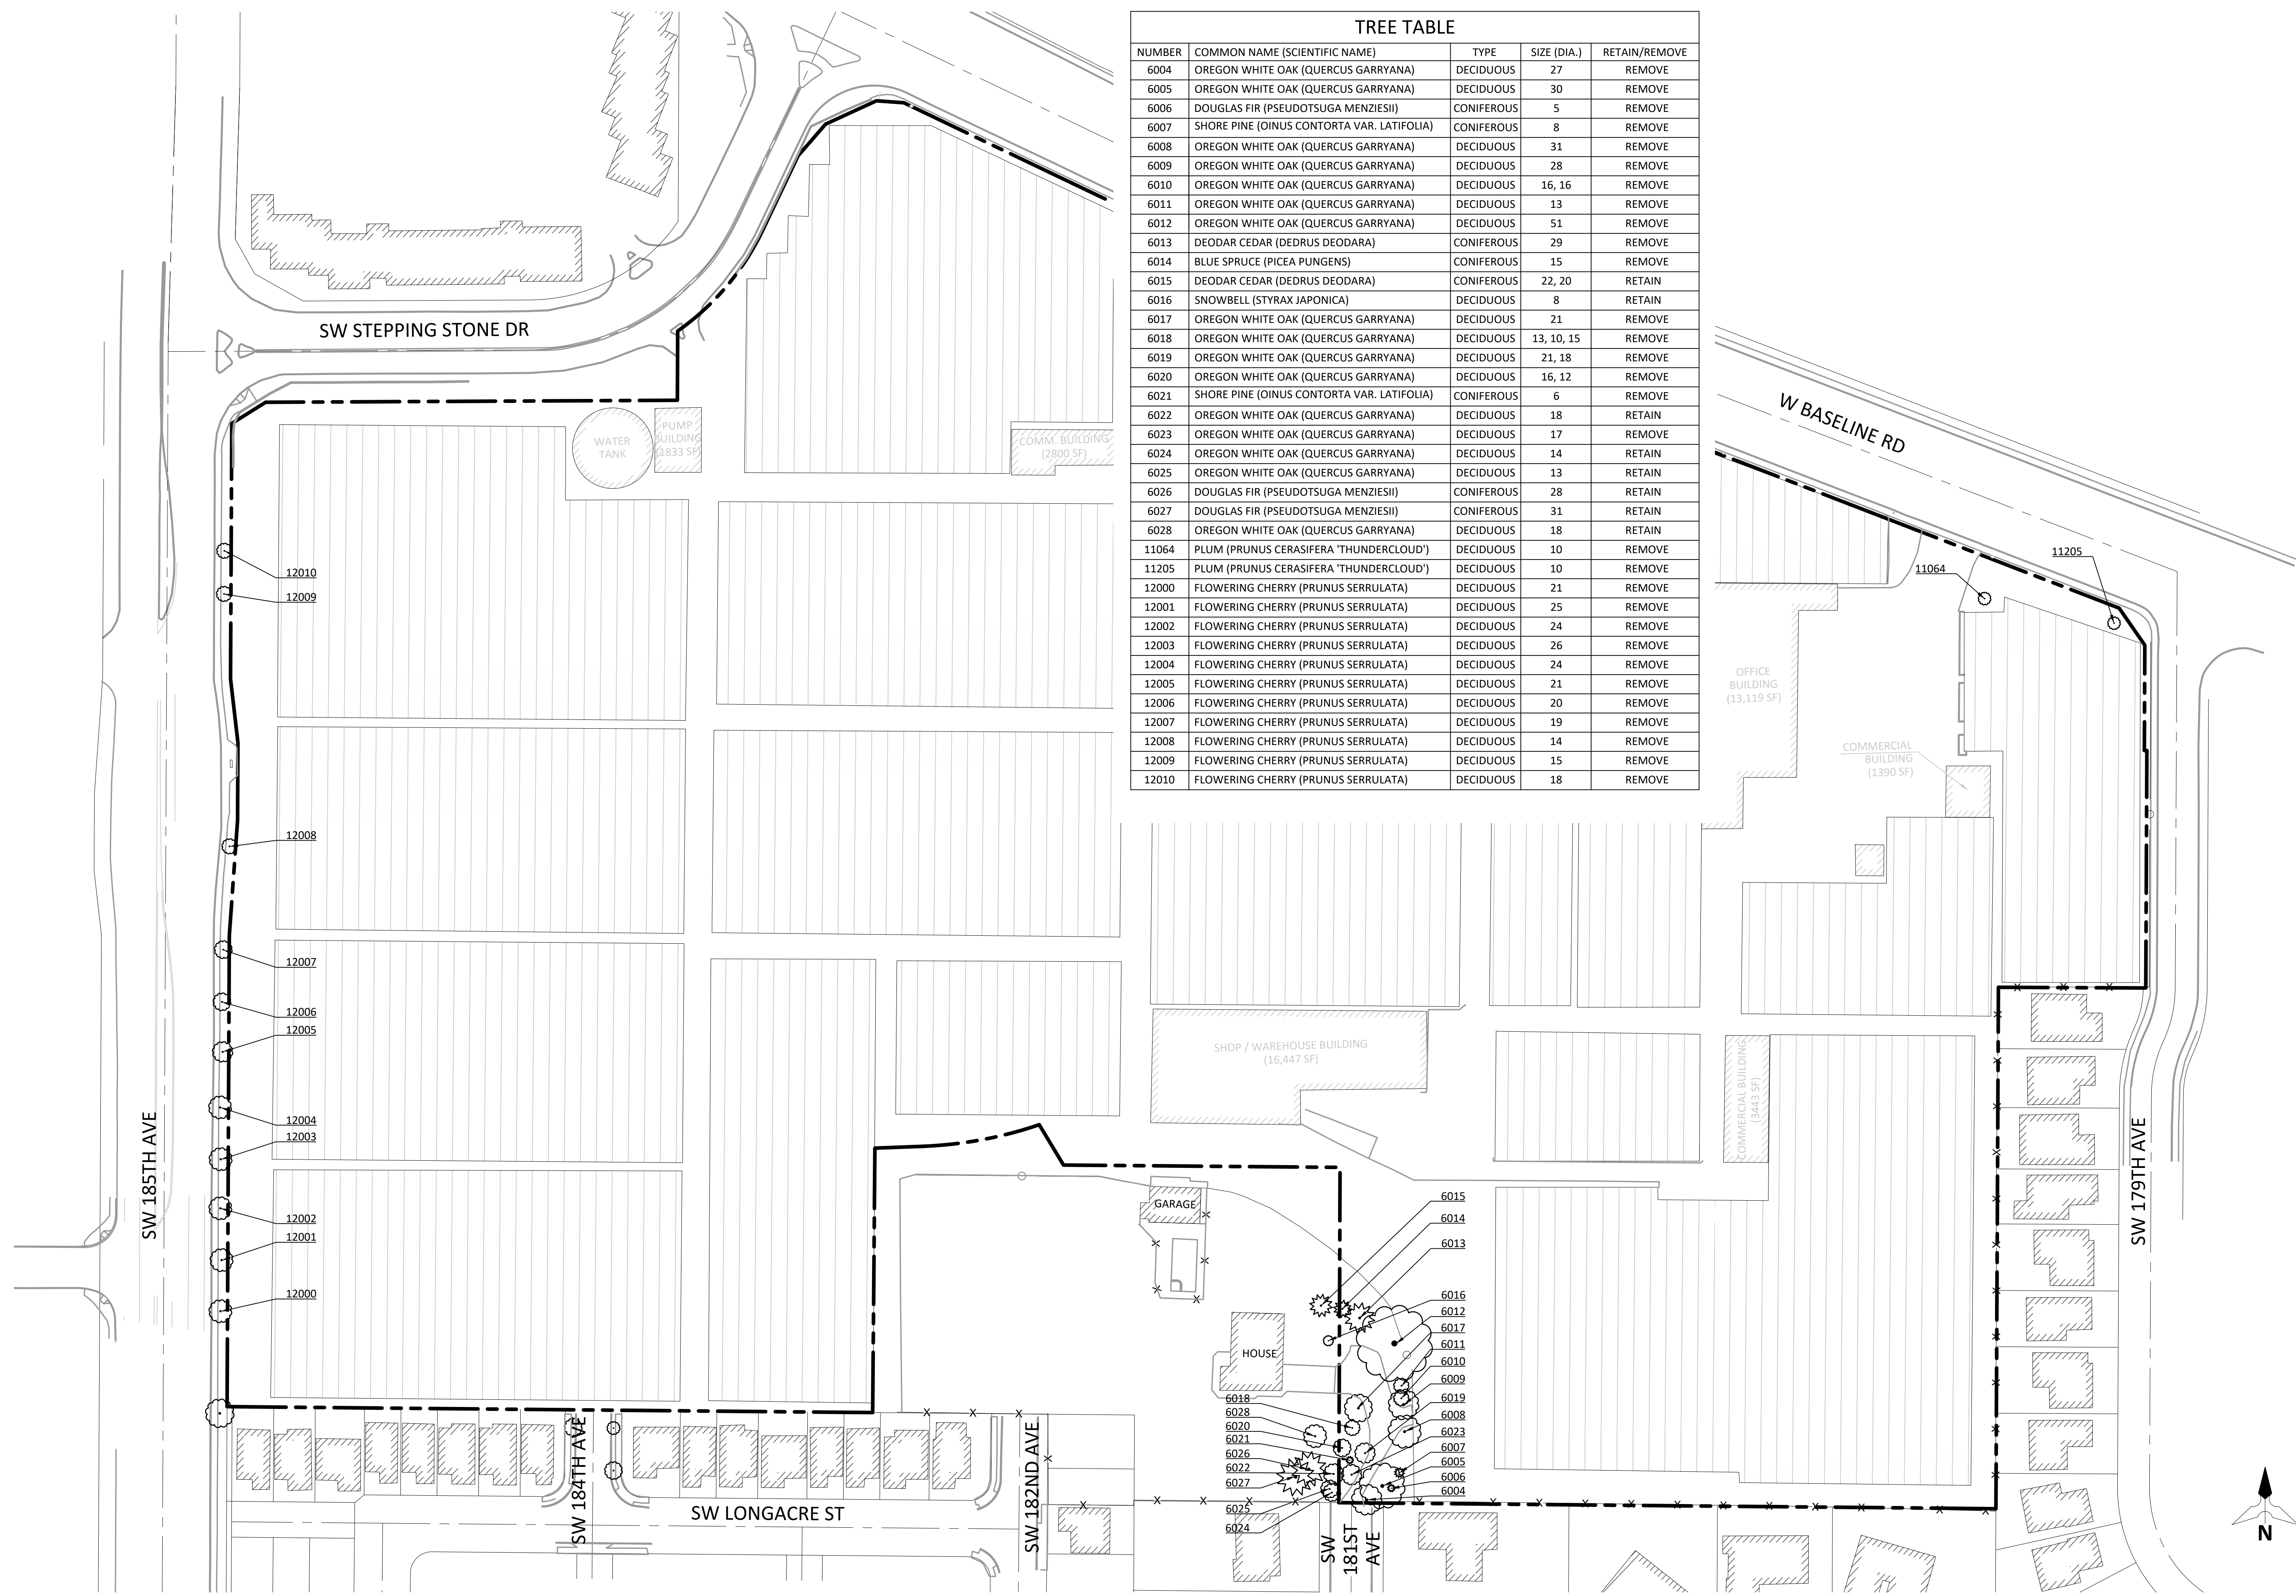 TREE TABLE
NUMBER COMMON NAME (SCIENTIFIC NAME) TYPE SIZE (DIA.) RETAIN/REMOVE
6004 OREGON WHITE OAK (QUERCUS GARRYANA) DECIDUOUS 27 REMOVE
6005 OREGON WHITE OAK (QUERCUS GARRYANA) DECIDUOUS 30 REMOVE
6006 DOUGLAS FIR (PSEUDOTSUGA MENZIESII) CONIFEROUS 5 REMOVE
6007 SHORE PINE (OINUS CONTORTA VAR. LATIFOLIA) CONIFEROUS 8 REMOVE
6008 OREGON WHITE OAK (QUERCUS GARRYANA) DECIDUOUS 31 REMOVE
6009 OREGON WHITE OAK (QUERCUS GARRYANA) DECIDUOUS 28 REMOVE
6010 OREGON WHITE OAK (QUERCUS GARRYANA) DECIDUOUS 16, 16 REMOVE
6011 OREGON WHITE OAK (QUERCUS GARRYANA) DECIDUOUS 13 REMOVE
6012 OREGON WHITE OAK (QUERCUS GARRYANA) DECIDUOUS 51 REMOVE
6013 DEODAR CEDAR (DEDRUS DEODARA) CONIFEROUS 29 REMOVE
6014 BLUE SPRUCE (PICEA PUNGENS) CONIFEROUS 15 REMOVE
6015 DEODAR CEDAR (DEDRUS DEODARA) CONIFEROUS 22, 20 RETAIN
6016 SNOWBELL (STYRAX JAPONICA) DECIDUOUS 8 RETAIN
6017 OREGON WHITE OAK (QUERCUS GARRYANA) DECIDUOUS 21 REMOVE
6018 OREGON WHITE OAK (QUERCUS GARRYANA) DECIDUOUS 13, 10, 15 REMOVE
6019 OREGON WHITE OAK (QUERCUS GARRYANA) DECIDUOUS 21, 18 REMOVE
6020 OREGON WHITE OAK (QUERCUS GARRYANA) DECIDUOUS 16, 12 REMOVE
6021 SHORE PINE (OINUS CONTORTA VAR. LATIFOLIA) CONIFEROUS 6 REMOVE
6022 OREGON WHITE OAK (QUERCUS GARRYANA) DECIDUOUS 18 RETAIN
6023 OREGON WHITE OAK (QUERCUS GARRYANA) DECIDUOUS 17 REMOVE
6024 OREGON WHITE OAK (QUERCUS GARRYANA) DECIDUOUS 14 RETAIN
6025 OREGON WHITE OAK (QUERCUS GARRYANA) DECIDUOUS 13 RETAIN
6026 DOUGLAS FIR (PSEUDOTSUGA MENZIESII) CONIFEROUS 28 RETAIN
6027 DOUGLAS FIR (PSEUDOTSUGA MENZIESII) CONIFEROUS 31 RETAIN
6028 OREGON WHITE OAK (QUERCUS GARRYANA) DECIDUOUS 18 RETAIN
11064 PLUM (PRUNUS CERASIFERA 'THUNDERCLOUD') DECIDUOUS 10 REMOVE
11205 PLUM (PRUNUS CERASIFERA 'THUNDERCLOUD') DECIDUOUS 10 REMOVE
12000 FLOWERING CHERRY (PRUNUS SERRULATA) DECIDUOUS 21 REMOVE
12001 FLOWERING CHERRY (PRUNUS SERRULATA) DECIDUOUS 25 REMOVE
12002 FLOWERING CHERRY (PRUNUS SERRULATA) DECIDUOUS 24 REMOVE
12003 FLOWERING CHERRY (PRUNUS SERRULATA) DECIDUOUS 26 REMOVE
12004 FLOWERING CHERRY (PRUNUS SERRULATA) DECIDUOUS 24 REMOVE
12005 FLOWERING CHERRY (PRUNUS SERRULATA) DECIDUOUS 21 REMOVE
12006 FLOWERING CHERRY (PRUNUS SERRULATA) DECIDUOUS 20 REMOVE
12007 FLOWERING CHERRY (PRUNUS SERRULATA) DECIDUOUS 19 REMOVE
12008 FLOWERING CHERRY (PRUNUS SERRULATA) DECIDUOUS 14 REMOVE
12009 FLOWERING CHERRY (PRUNUS SERRULATA) DECIDUOUS 15 REMOVE
12010 FLOWERING CHERRY (PRUNUS SERRULATA) DECIDUOUS 18 REMOVE
SW STEPPING STONE DR
W BASELINE RD
WATER
TANK
PUMP
BUILDING
(1833 SF)
COMM. BUILDING
(2800 SF)
11205
11064
12010
12009
OFFICE
BUILDING
(13,119 SF)
COMMERCIAL
BUILDING
(1390 SF)
12008
12007
12006
12005
12004
12003
12002
12001
12000
SW 185TH AVE
SHOP / WAREHOUSE BUILDING
(16,447 SF)
COMMERCIAL BUILDING
(3443 SF)
SW 179TH AVE
GARAGE
HOUSE
6015
6014
6013
6016
6012
6017
6011
6010
6009
6019
6008
6023
6007
6005
6006
6004
6018
6028
6020
6021
6026
6022
6027
6025
6024
SW 184TH AVE
SW LONGACRE ST
SW 182ND AVE
SW
181ST
AVE
N